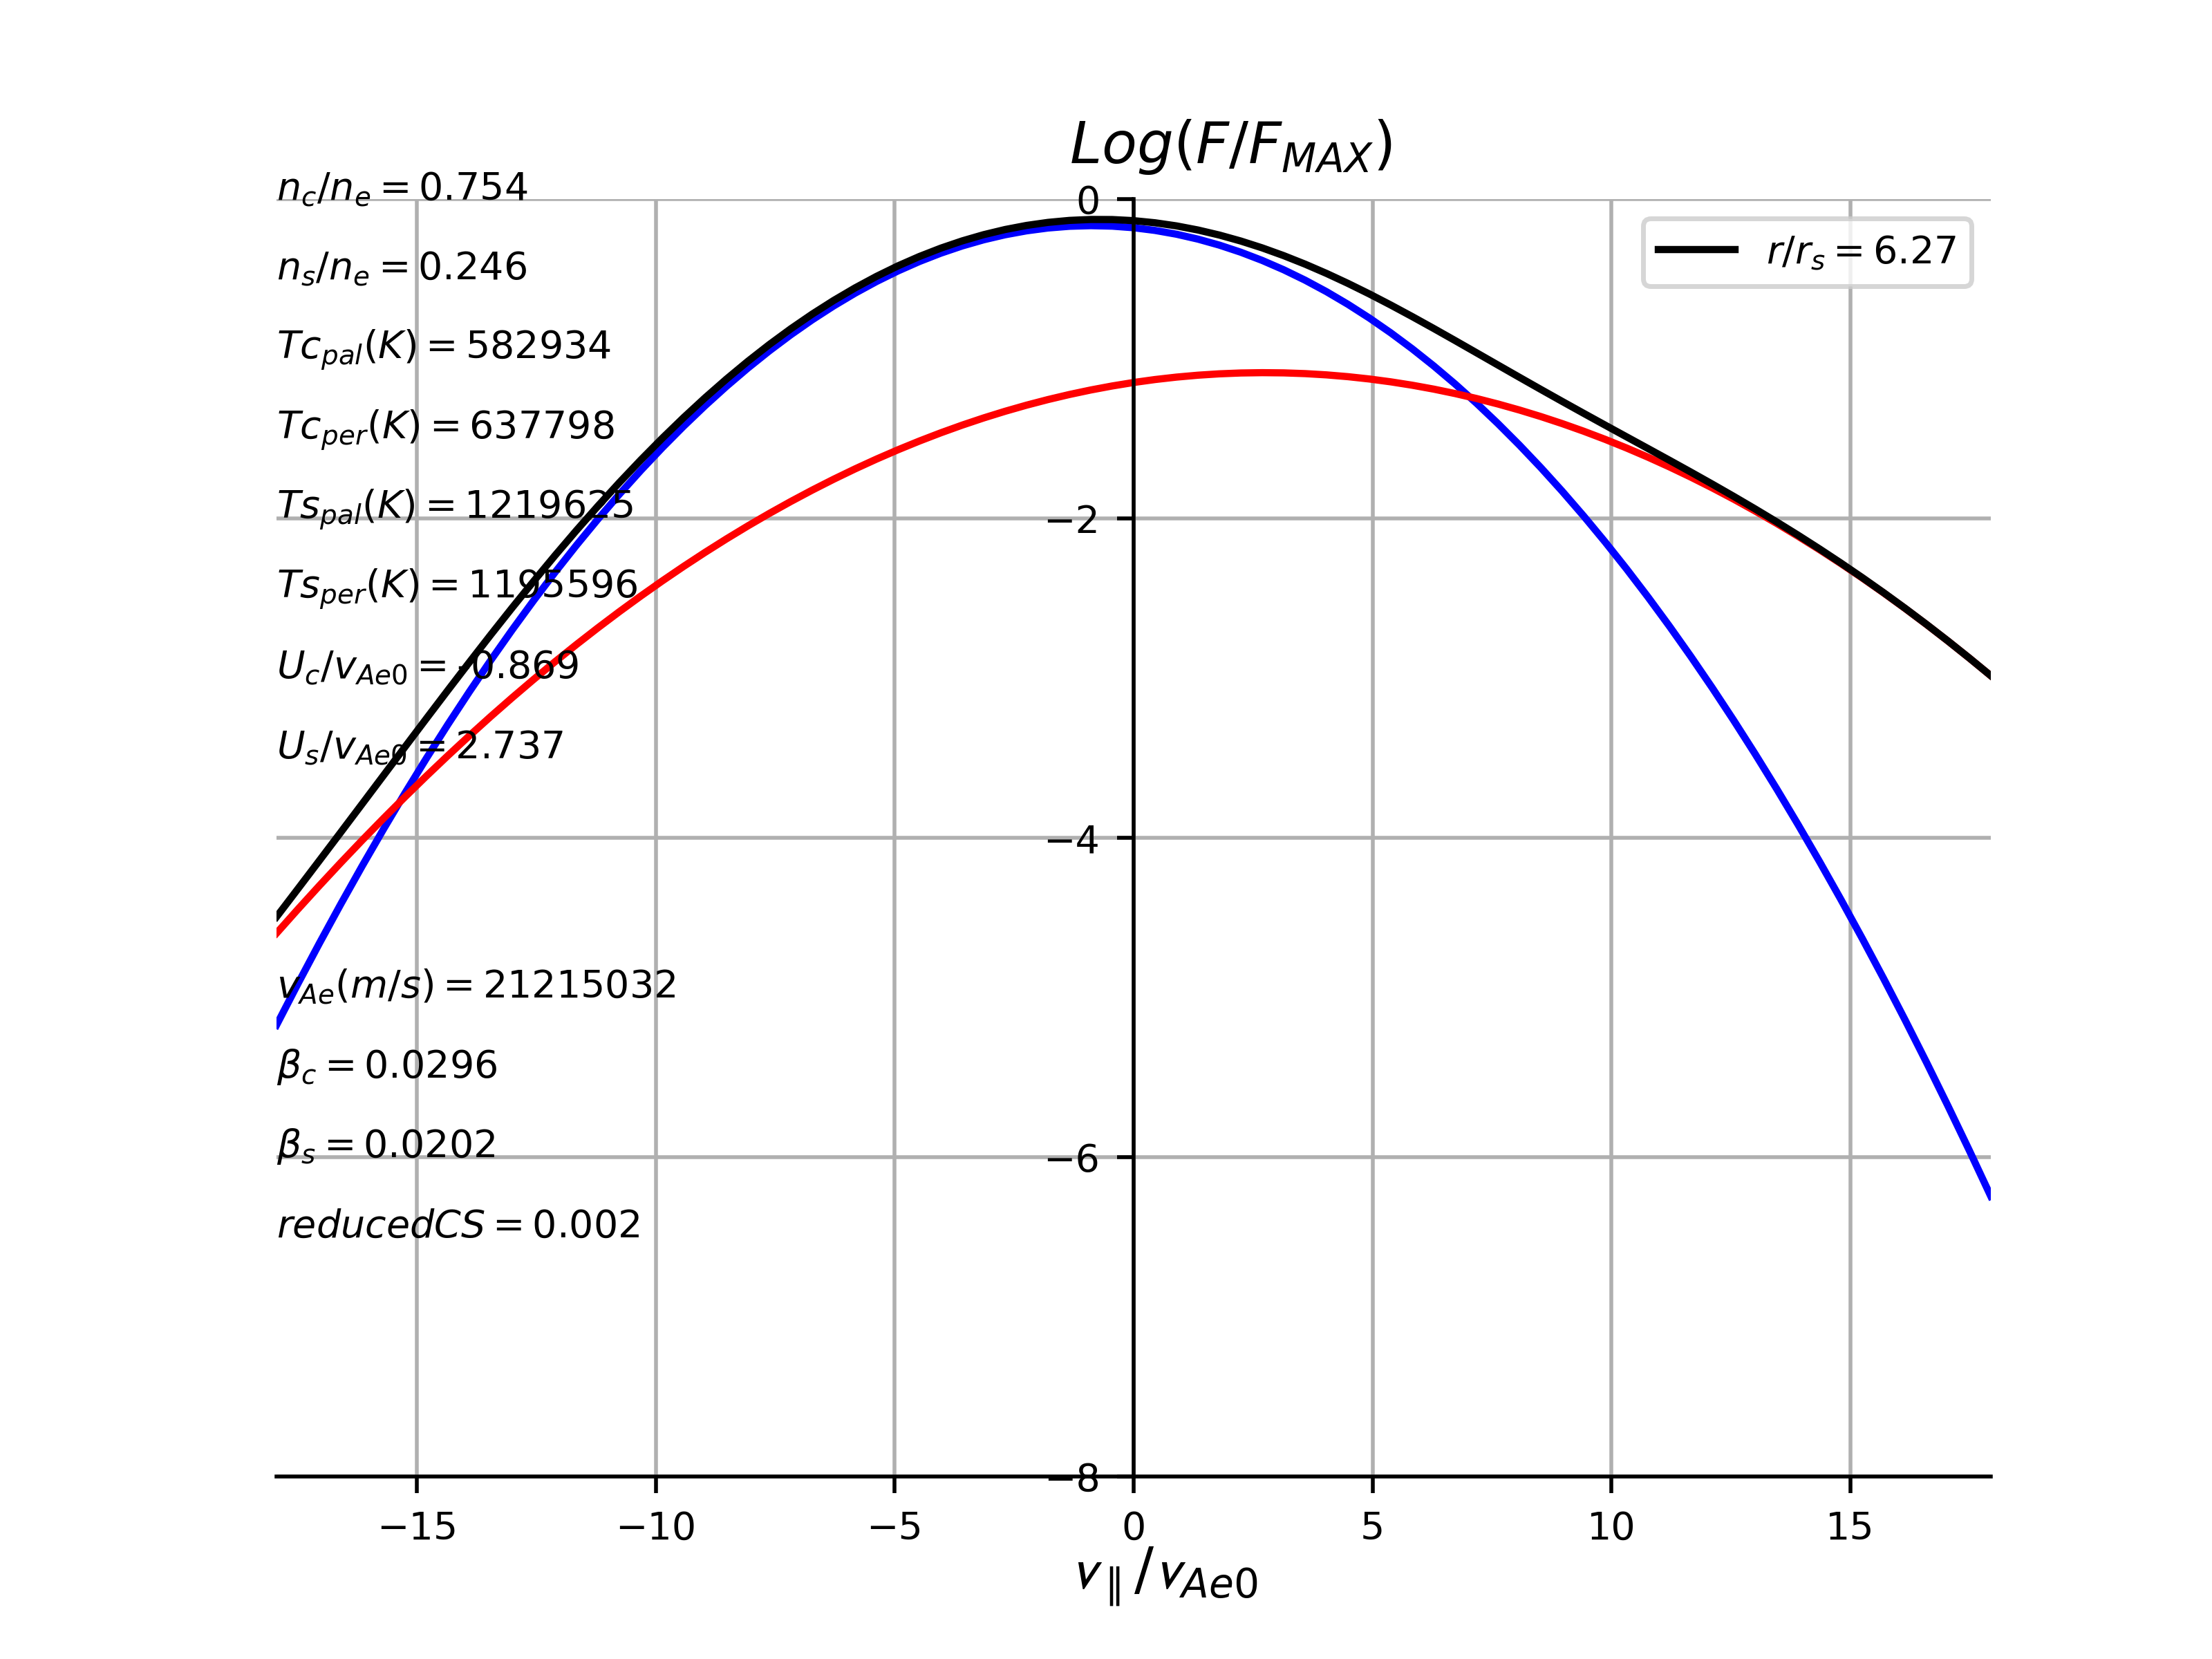 Log(F/F_MAX)
n_c/n_e = 0.754
n_s/n_e = 0.246
Tc_pal(K) = 582934
Tc_per(K) = 637798
Ts_pal(K) = 1219625
Ts_per(K) = 1195596
U_c/v_Ae0 = -0.869
U_s/v_Ae0 = 2.737
v_Ae(m/s) = 21215032
β_c = 0.0296
β_s = 0.0202
reducedCS = 0.002
r/r_s = 6.27
0
−2
−4
−6
−8
−15 −10 −5 0 5 10 15
v_∥/v_Ae0